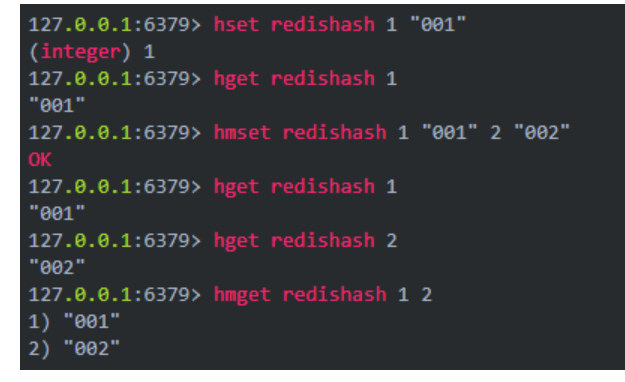 127.0.0.1:6379> hset redishash 1 "001"
(integer) 1
127.0.0.1:6379> hget redishash 1
"001"
127.0.0.1:6379> hmset redishash 1 "001" 2 "002"
OK
127.0.0.1:6379> hget redishash 1
"001"
127.0.0.1:6379> hget redishash 2
"002"
127.0.0.1:6379> hmget redishash 1 2
1) "001"
2) "002"